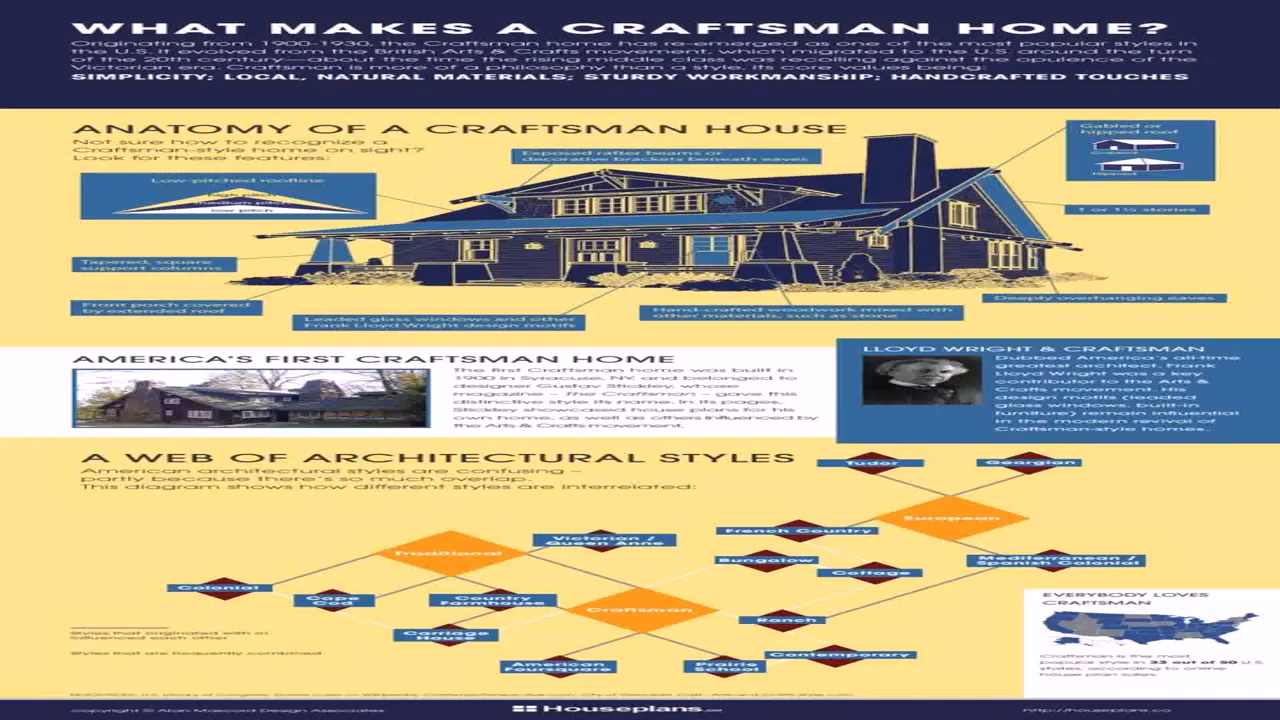 WHAT MAKES A CRAFTSMAN HOME?
Originating from 1900-1930, the Craftsman home has re-emerged as one of the most popular styles in
the U.S. It evolved from the British Arts & Crafts movement, which migrated to the U.S. around the turn
of the 20th century—about the time the rising middle class was recoiling against the opulence of the
Victorian era. Craftsman is more of a philosophy than a style, its core values being:
SIMPLICITY; LOCAL, NATURAL MATERIALS; STURDY WORKMANSHIP; HANDCRAFTED TOUCHES
ANATOMY OF A CRAFTSMAN HOUSE
Not sure how to recognize a
Craftsman-style home on sight?
Look for these features:
Exposed rafter beams or
decorative brackets beneath eaves
Gabled or
hipped roof
Low-pitched roofline
high pitch
medium pitch
low pitch
1 or 1½ stories
Tapered, square
support columns
Front porch covered
by extended roof
Leaded glass windows and other
Frank Lloyd Wright design motifs
Hand-crafted woodwork mixed with
other materials, such as stone
Deeply overhanging eaves
AMERICA'S FIRST CRAFTSMAN HOME
The first Craftsman home was built in
1900 in Syracuse, NY, and belonged to
designer Gustav Stickley, whose
magazine – The Craftsman – gave this
distinctive style its name. In its pages,
Stickley showcased house plans for his
own home, as well as others influenced by
the Arts & Crafts movement.
LLOYD WRIGHT & CRAFTSMAN
Dubbed America's all-time
greatest architect, Frank
Lloyd Wright was a key
contributor to the Arts &
Crafts movement. His
design motifs (leaded
glass windows, built-in
furniture) remain influential
in the modern revival of
Craftsman-style homes.
A WEB OF ARCHITECTURAL STYLES
American architectural styles are confusing –
partly because there's so much overlap.
This diagram shows how different styles are interrelated:
Tudor
Georgian
European
French Country
Victorian /
Queen Anne
Traditional
Bungalow
Mediterranean /
Spanish Colonial
Cottage
Colonial
Cape
Cod
Country
Farmhouse
Craftsman
Ranch
Carriage
House
Contemporary
American
Foursquare
Prairie
School
Styles that originated with or
influenced each other
Styles that are frequently combined
EVERYBODY LOVES
CRAFTSMAN
Craftsman is the most
popular style in 33 out of 50 U.S.
states, according to online
house plan sales.
copyright © Alan Mascord Design Associates
Houseplans.co
http://houseplans.co